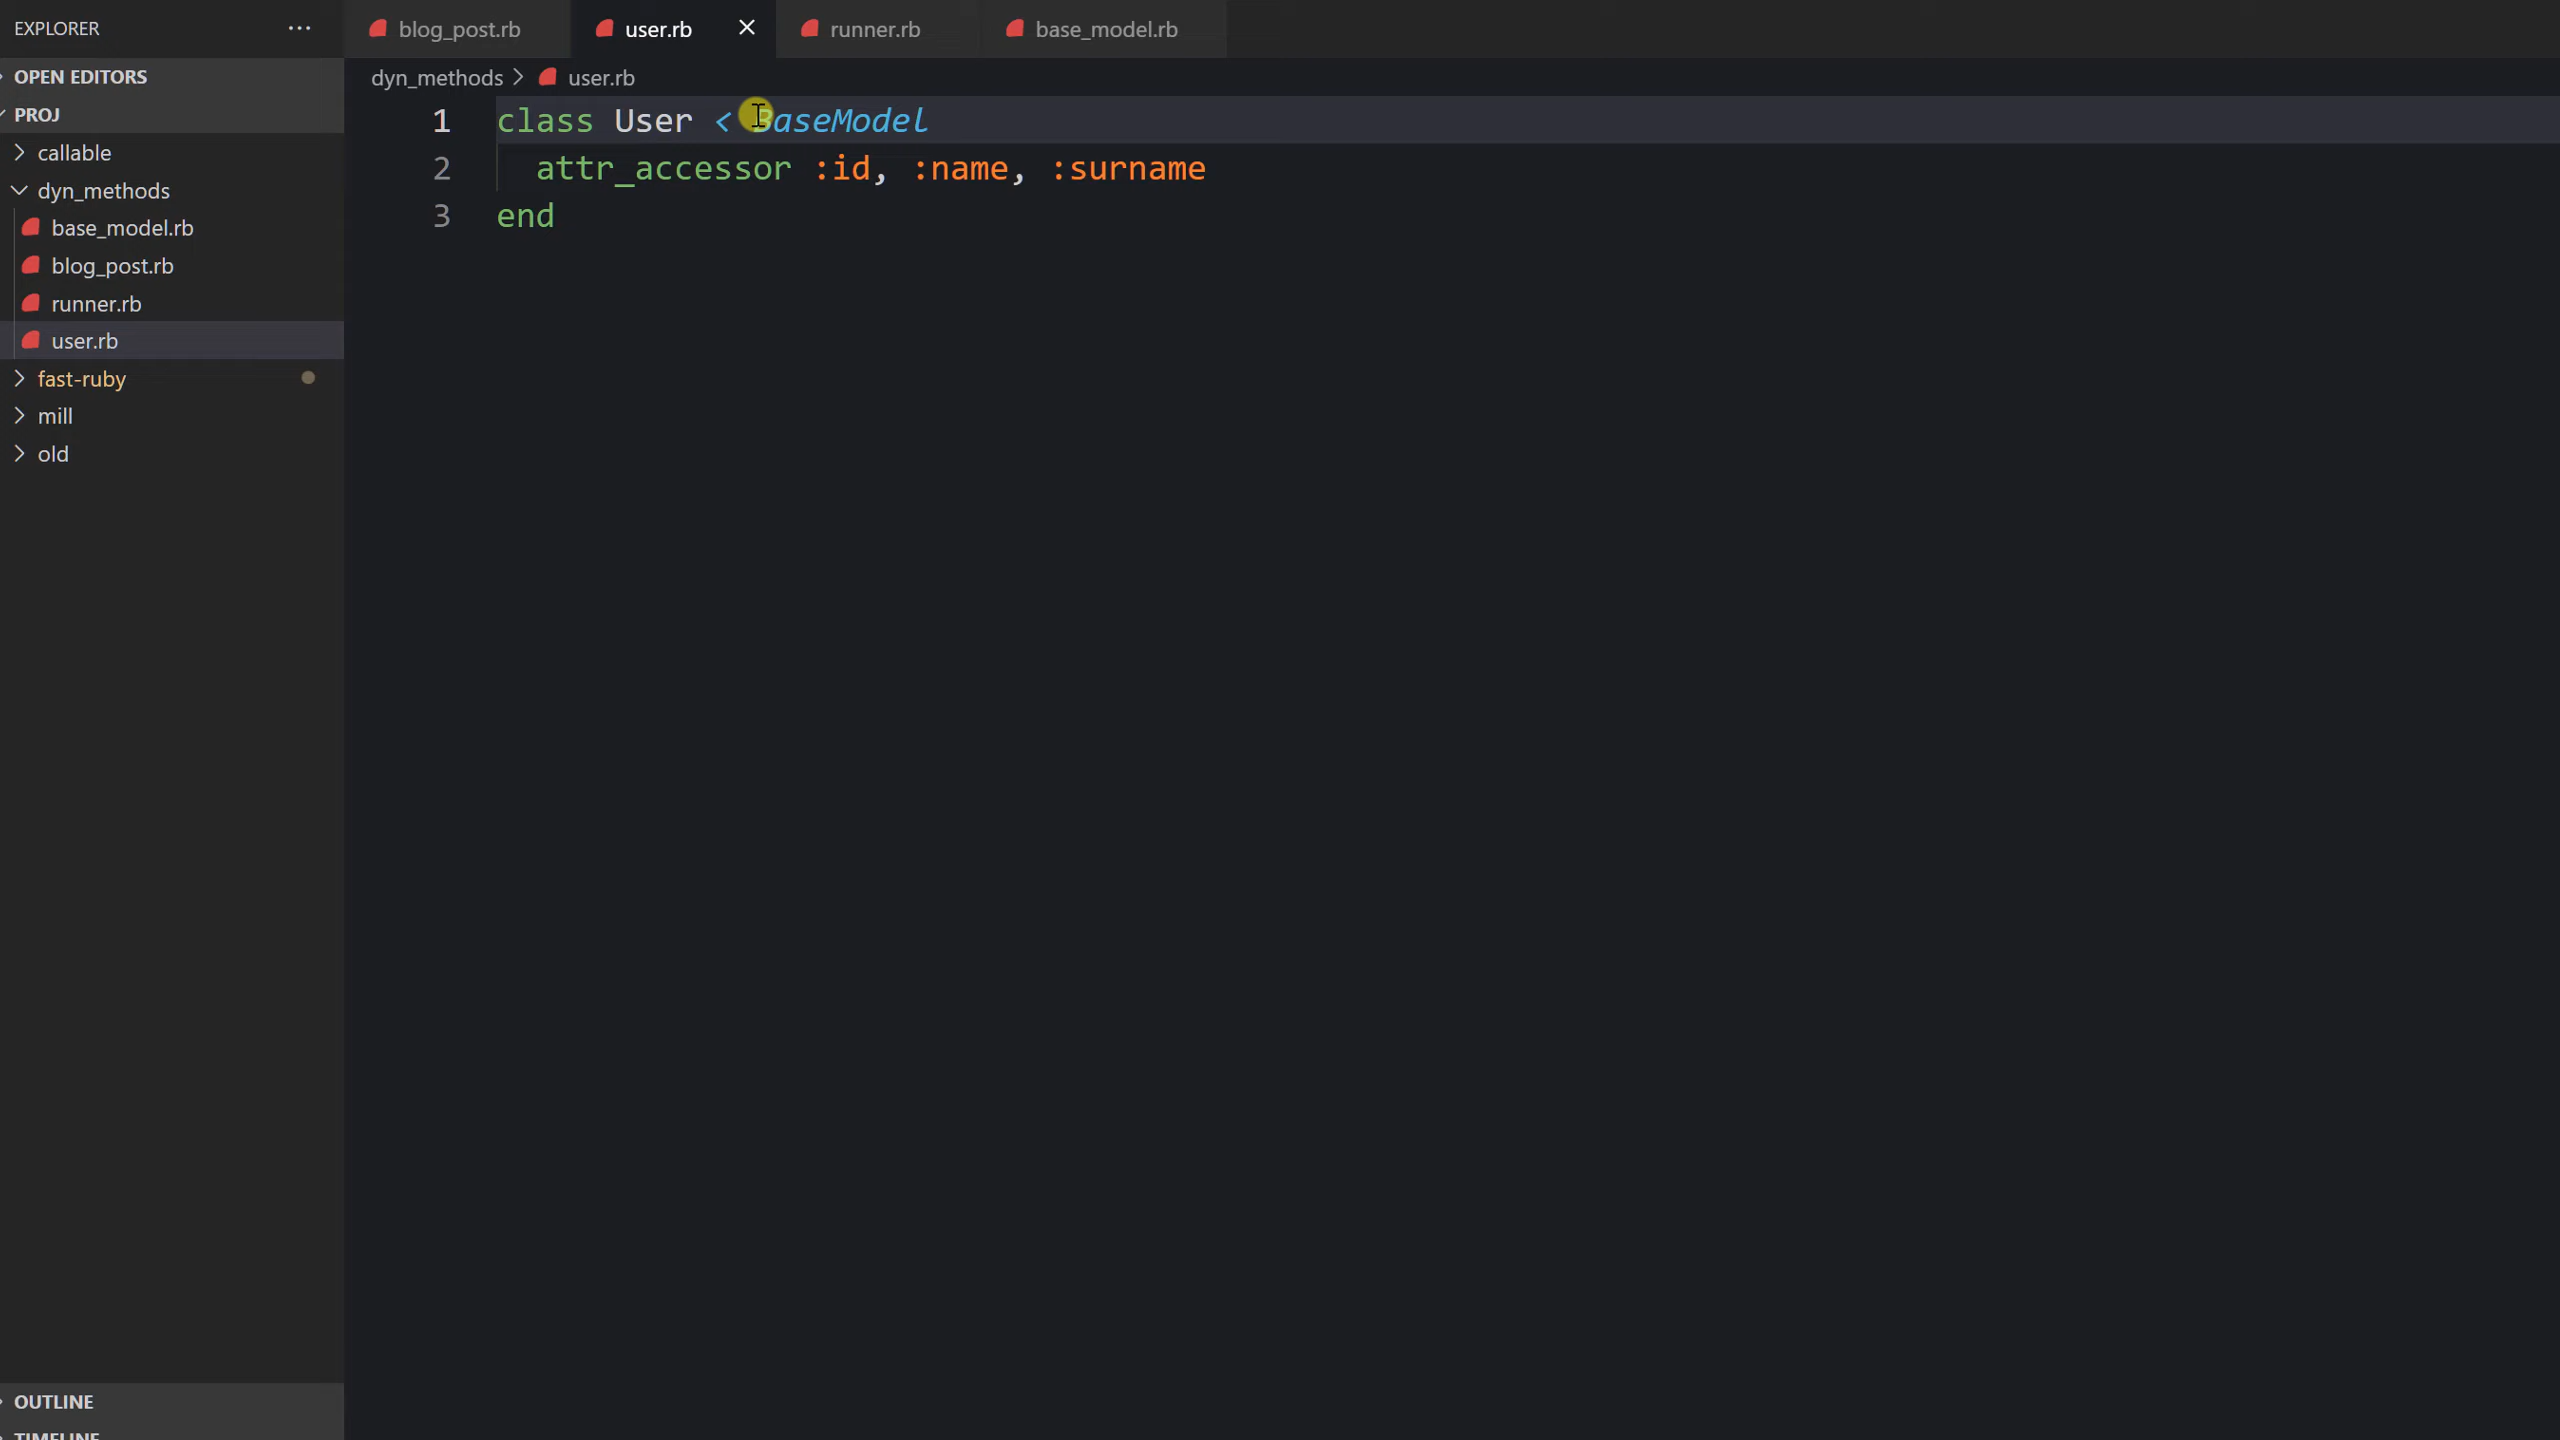 EXPLORER
OPEN EDITORS
PROJ
callable
dyn_methods
base_model.rb
blog_post.rb
runner.rb
user.rb
fast-ruby
mill
old
OUTLINE
TIMELINE
blog_post.rb user.rb runner.rb base_model.rb
dyn_methods > user.rb
1 class User < BaseModel
2 attr_accessor :id, :name, :surname
3 end